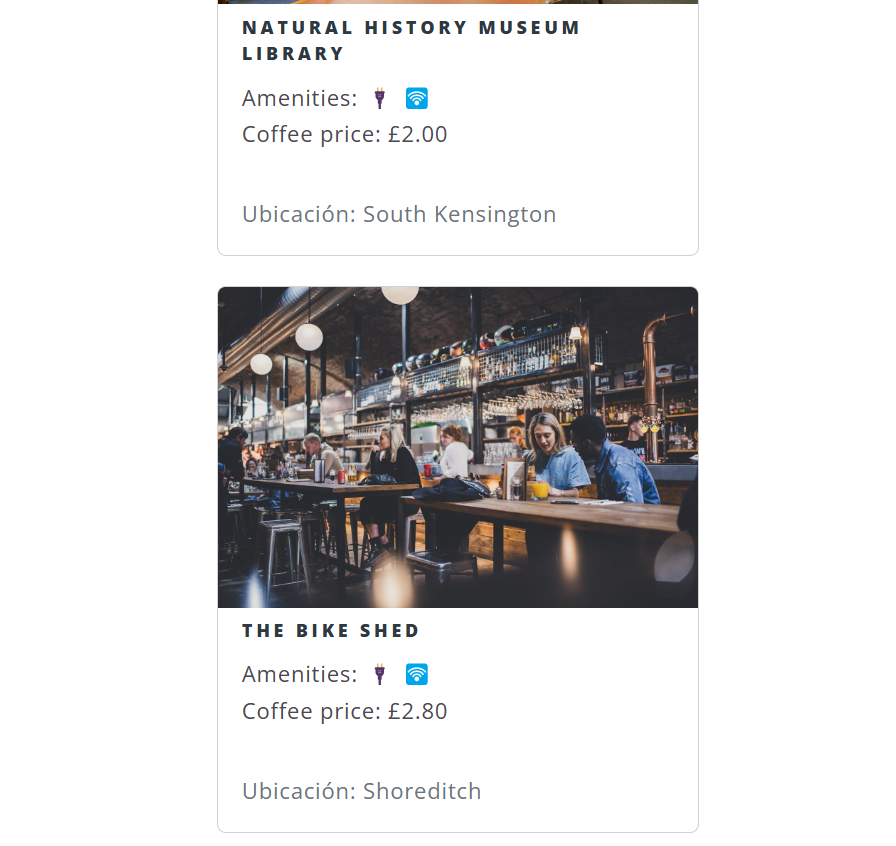 NATURAL HISTORY MUSEUM
LIBRARY
Amenities:
Coffee price: £2.00
Ubicación: South Kensington
THE BIKE SHED
Amenities:
Coffee price: £2.80
Ubicación: Shoreditch